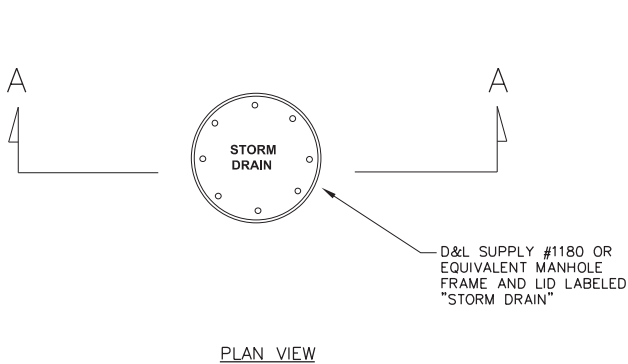 A
A
STORM
DRAIN
D&L SUPPLY #1180 OR
EQUIVALENT MANHOLE
FRAME AND LID LABELED
"STORM DRAIN"
PLAN VIEW